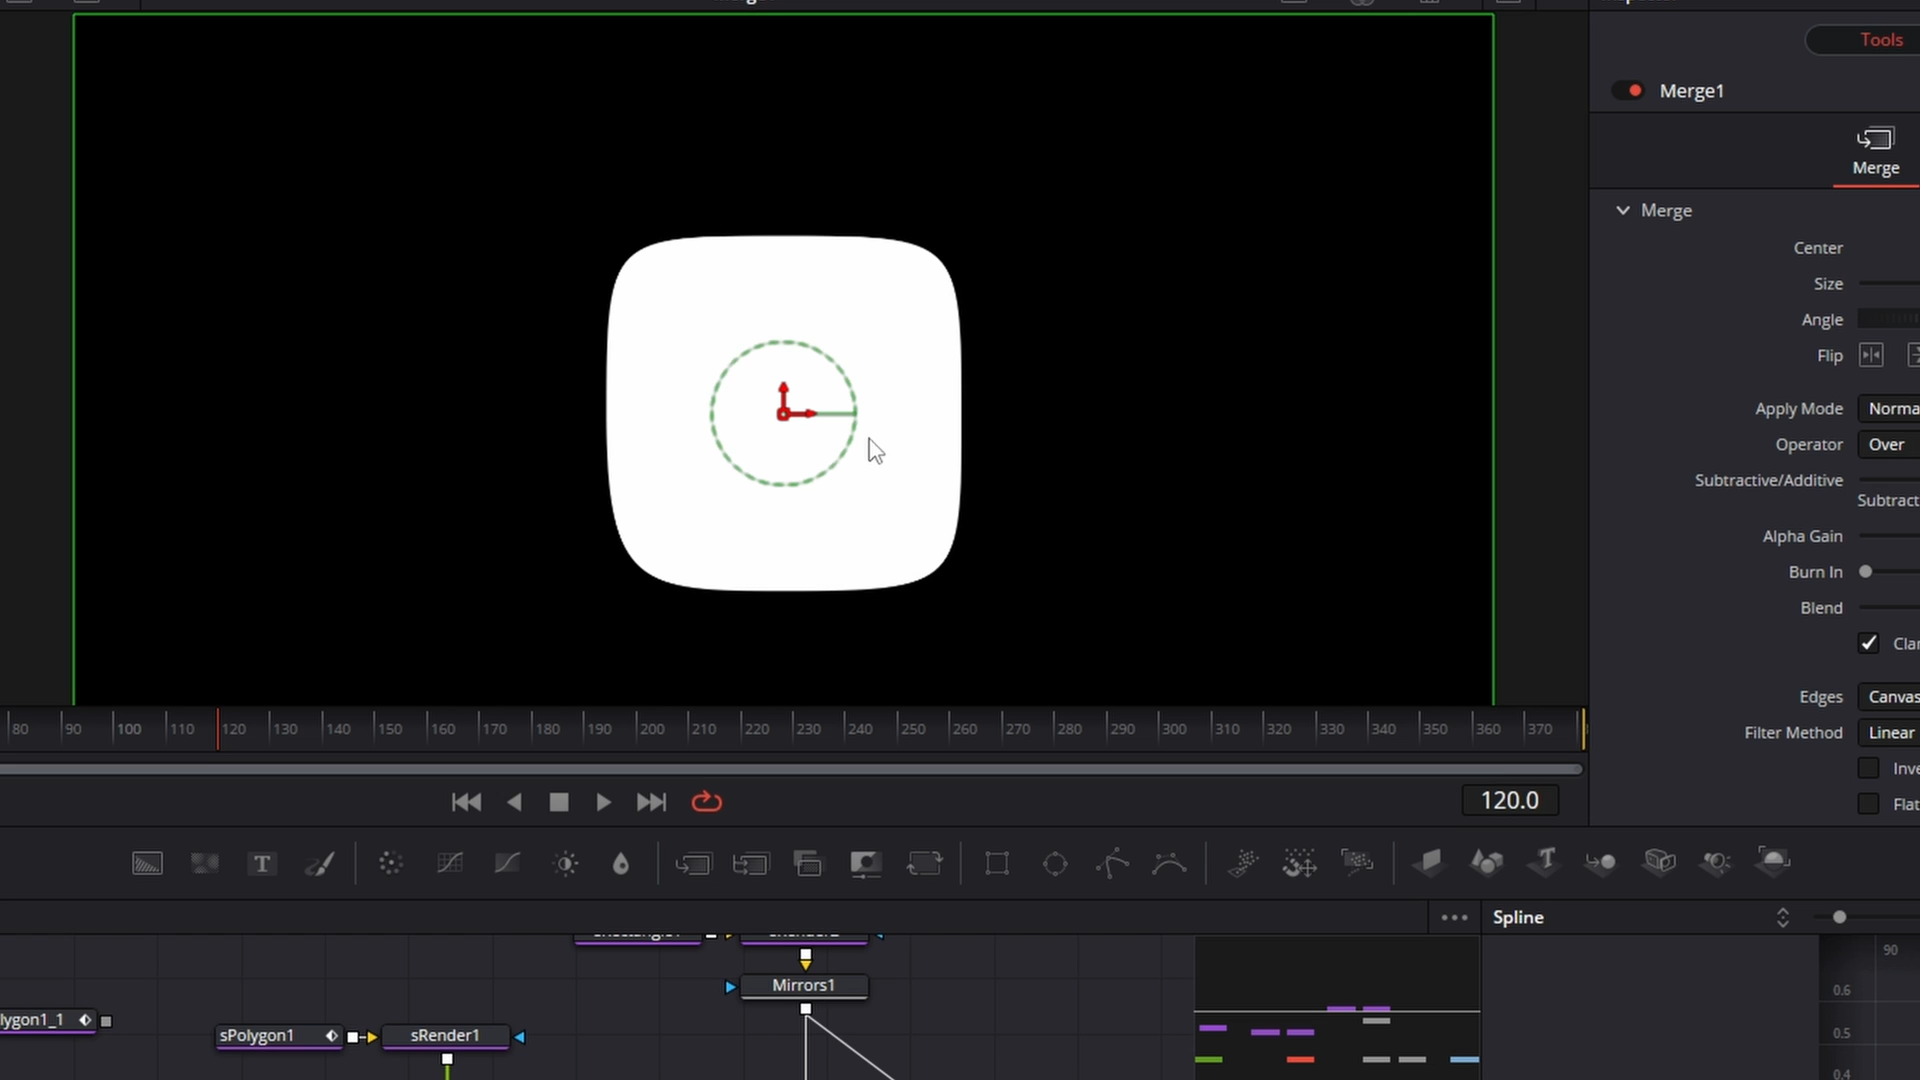 Tools
Merge1
Merge
Merge
Center
Size
Angle
Flip
Apply Mode Norma
Operator Over
Subtractive/Additive
Subtract
Alpha Gain
Burn In
Blend
Clar
Edges Canvas
Filter Method Linear
Inve
Flat
80 90 100 110 120 130 140 150 160 170 180 190 200 210 220 230 240 250 260 270 280 290 300 310 320 330 340 350 360 370
120.0
T
Spline
90
Mirrors1
0.6
lygon1_1
sPolygon1 sRender1
0.5
0.4